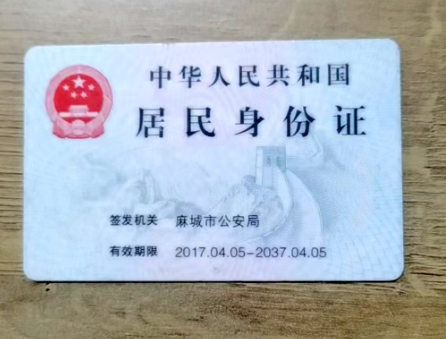 中华人民共和国
居民身份证
签发机关 麻城市公安局
有效期限 2017.04.05-2037.04.05